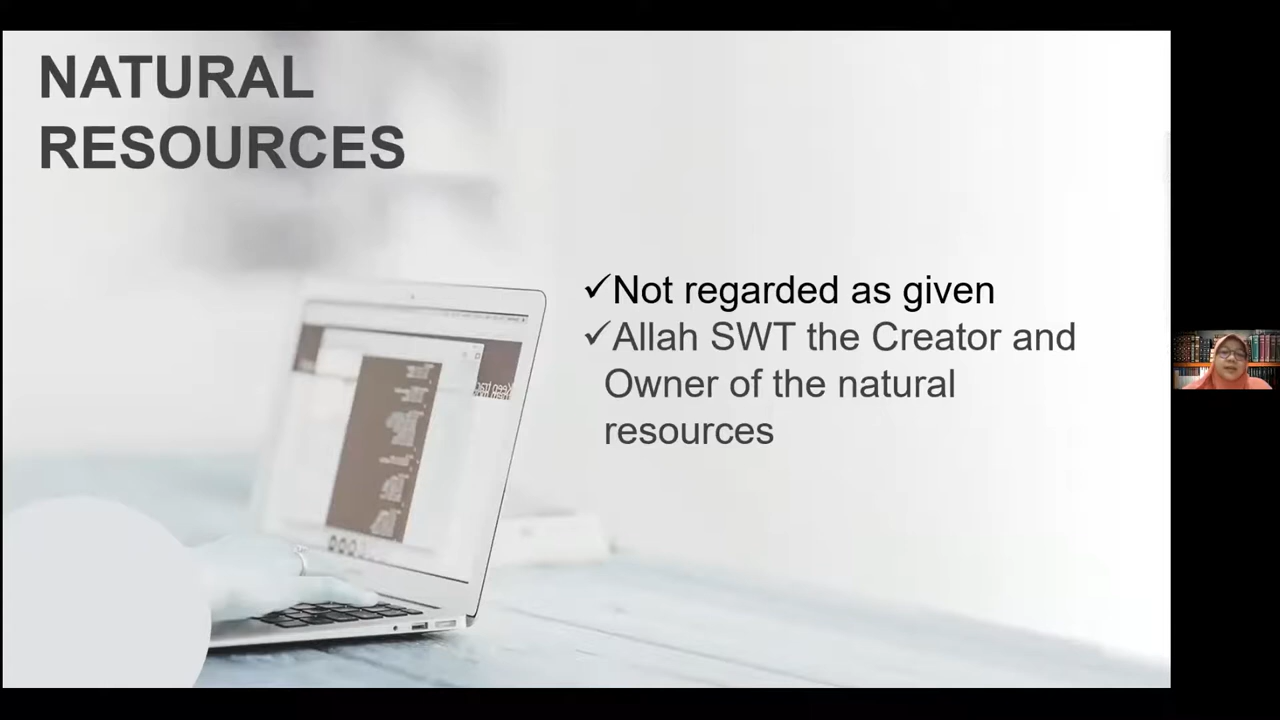 NATURAL
RESOURCES
✓Not regarded as given
✓Allah SWT the Creator and
Owner of the natural
resources